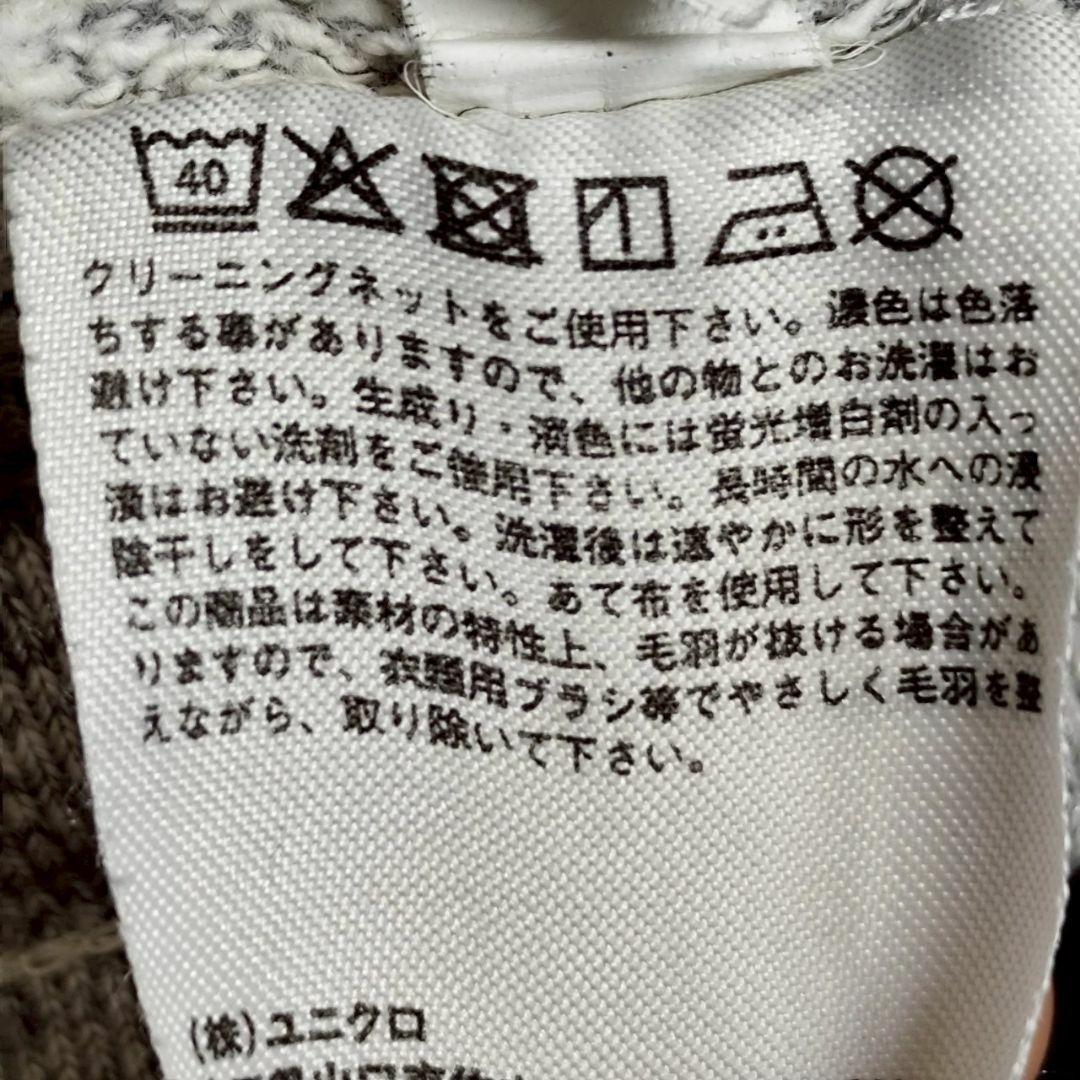 40
クリーニングネットをご使用下さい。濃色は色落
ちする事がありますので、他の物とのお洗濯はお
避け下さい。生成り・淡色には蛍光増白剤の入っ
ていない洗剤をご使用下さい。長時間の水への浸
漬はお避け下さい。洗濯後は速やかに形を整えて
陰干しをして下さい。あて布を使用して下さい。
この商品は素材の特性上、毛羽が抜ける場合があ
りますので、衣類用ブラシ等でやさしく毛羽を整
えながら、取り除いて下さい。
(株)ユニクロ